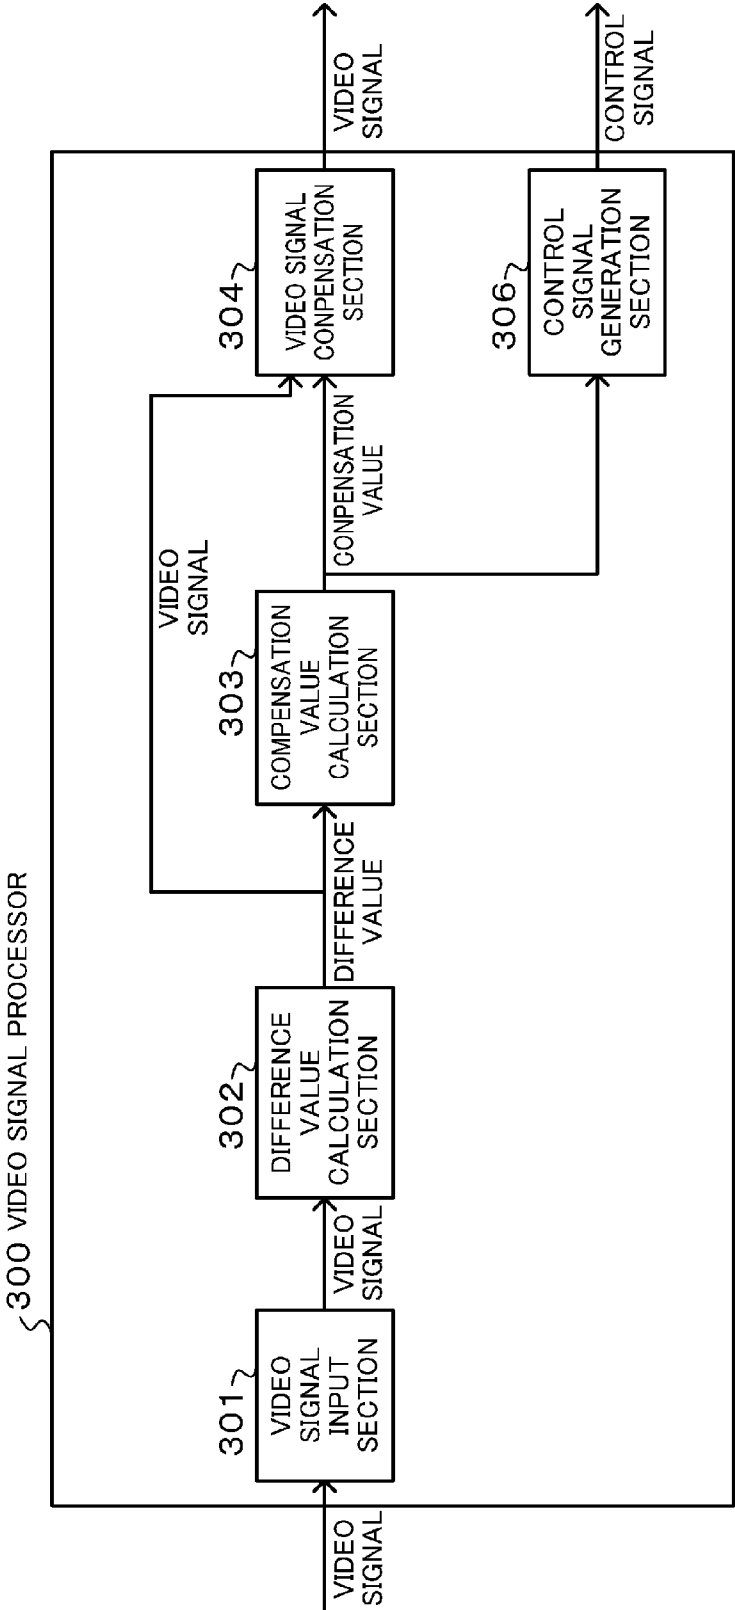 300 VIDEO SIGNAL PROCESSOR
VIDEO
SIGNAL
301
VIDEO
SIGNAL
INPUT
SECTION
VIDEO
SIGNAL
302
DIFFERENCE
VALUE
CALCULATION
SECTION
DIFFERENCE
VALUE
VIDEO
SIGNAL
303
COMPENSATION
VALUE
CALCULATION
SECTION
CONPENSATION
VALUE
304
VIDEO SIGNAL
CONPENSATION
SECTION
VIDEO
SIGNAL
306
CONTROL
SIGNAL
GENERATION
SECTION
CONTROL
SIGNAL